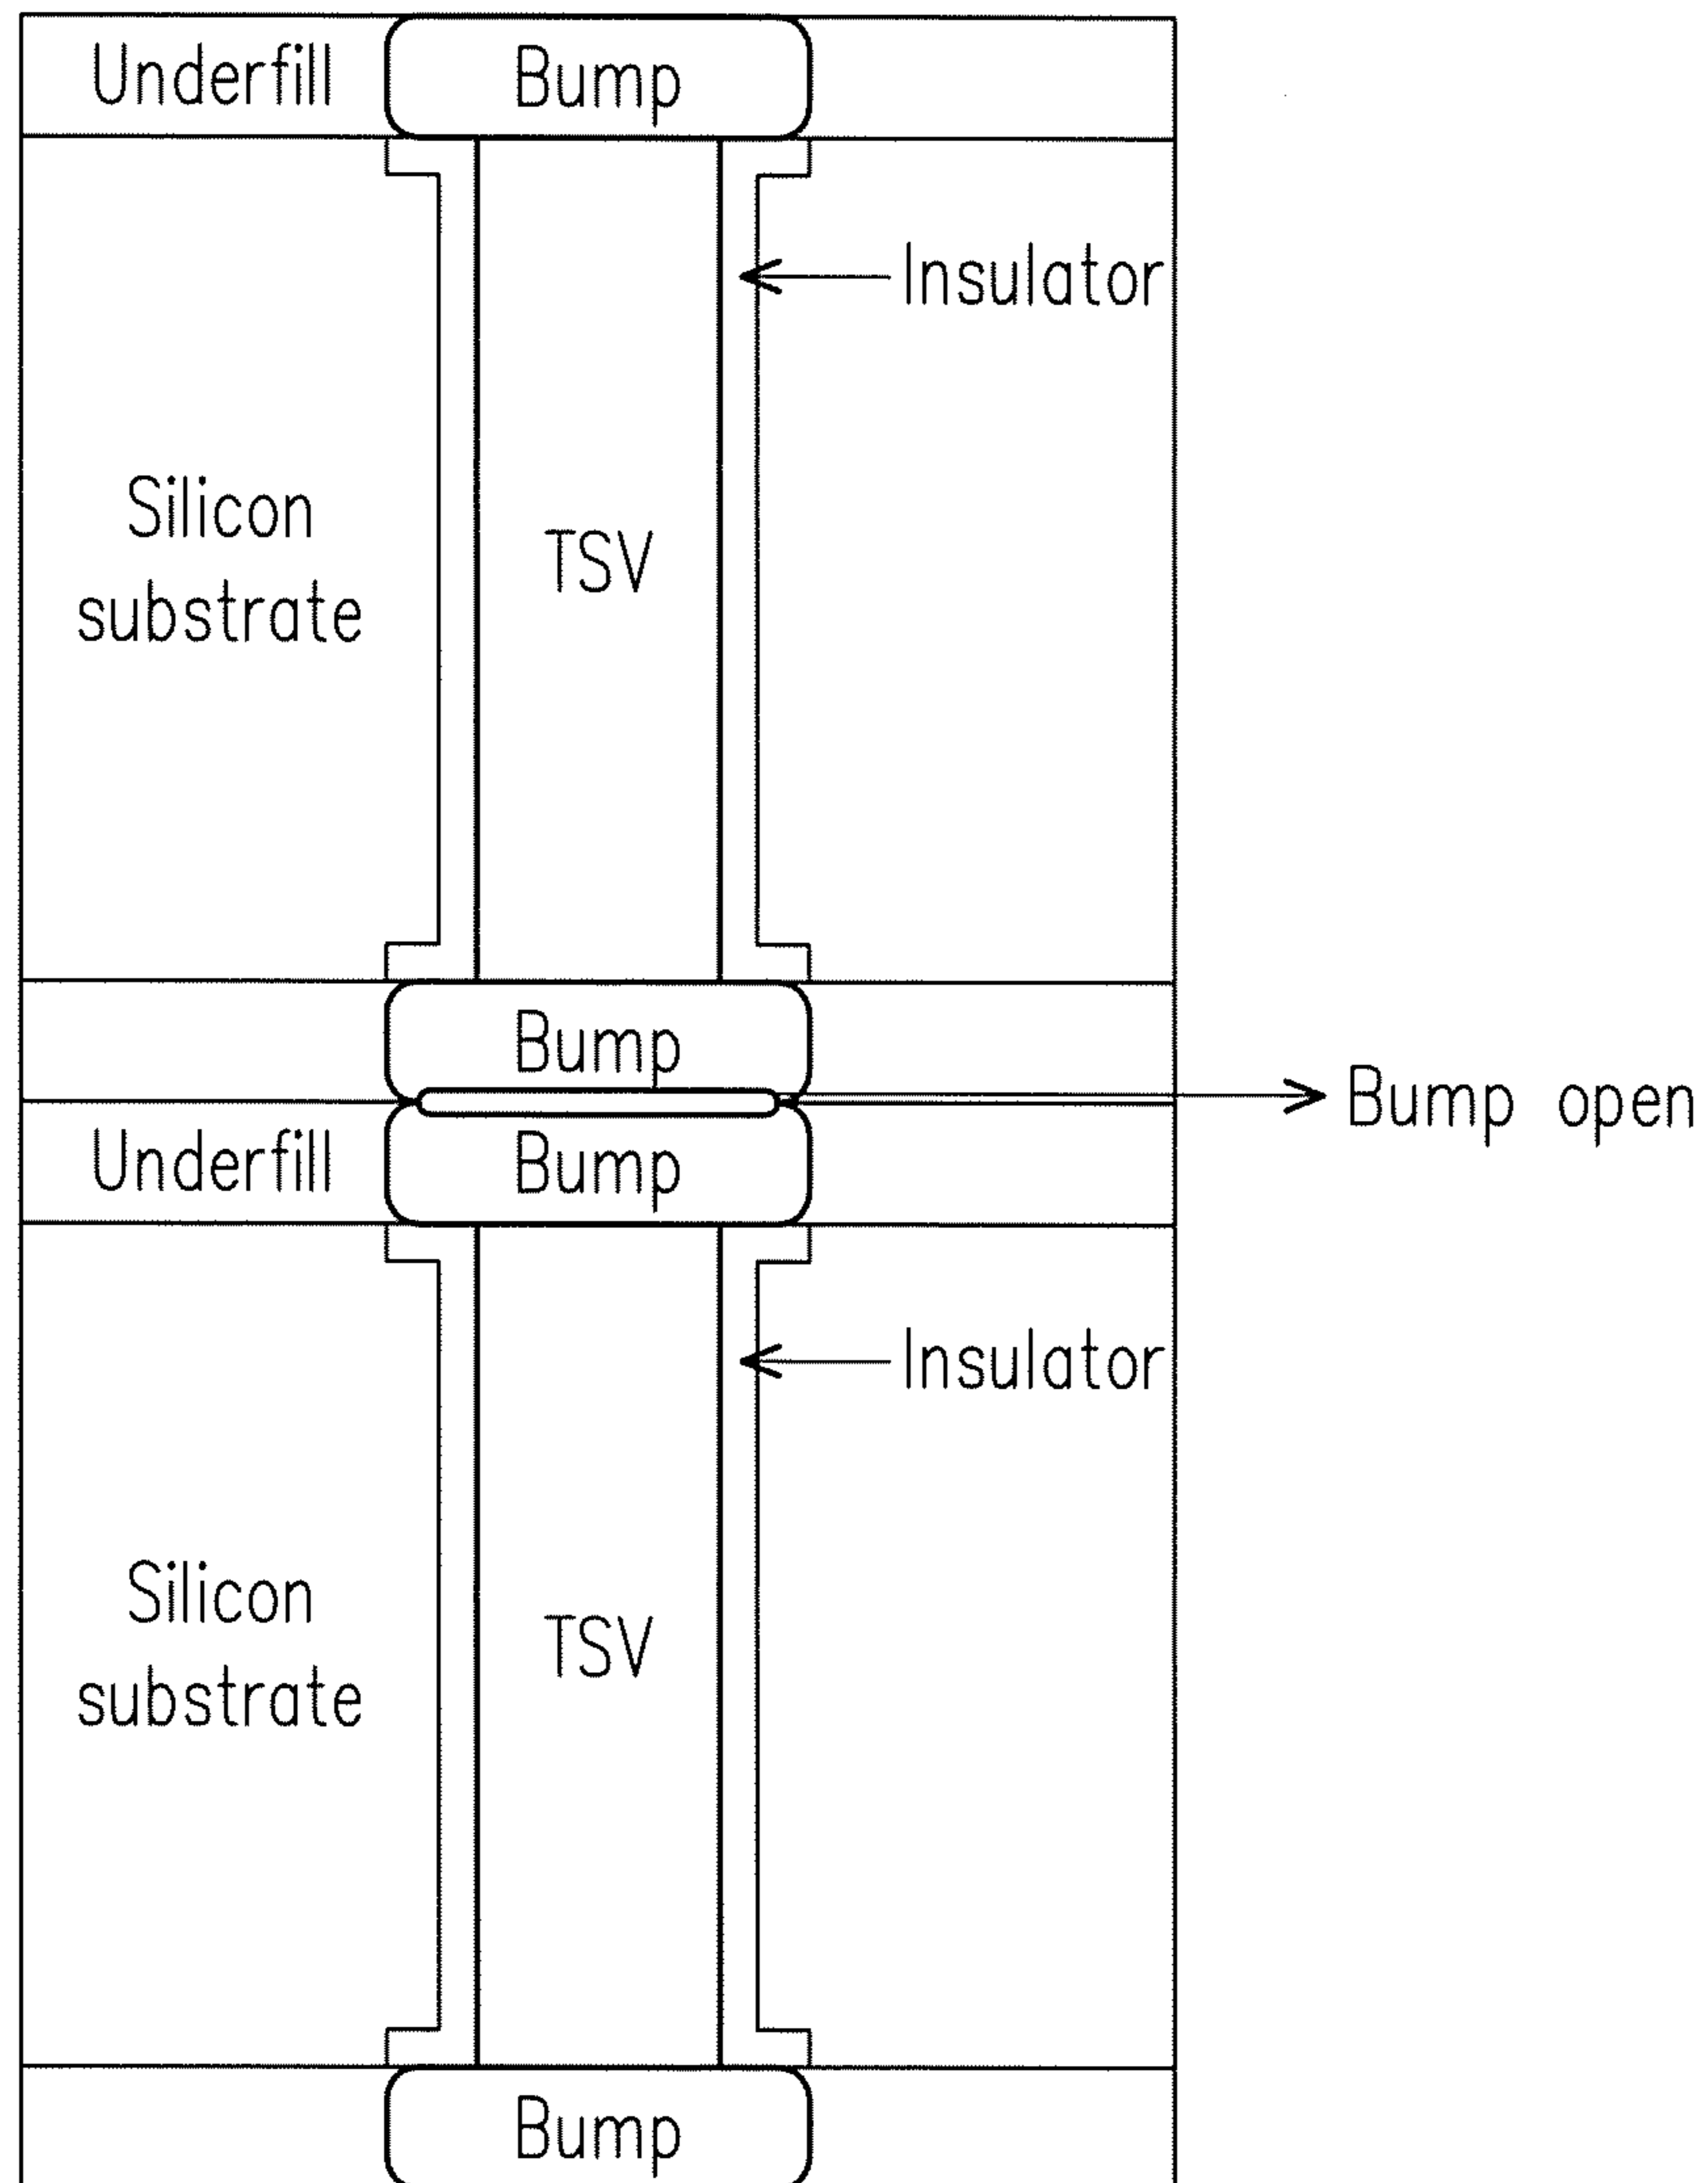 Underfill
Bump
Insulator
Silicon
substrate
TSV
Bump
Bump open
Underfill
Bump
Insulator
Silicon
substrate
TSV
Bump